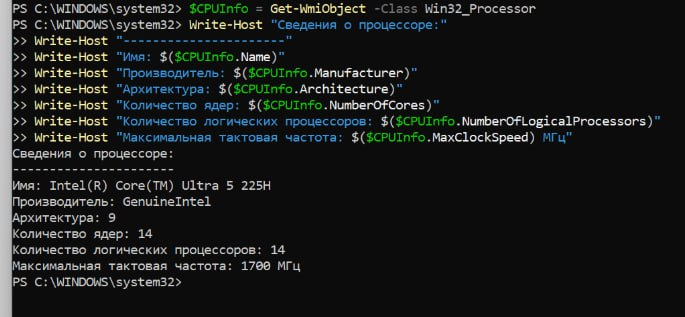 PS C:\WINDOWS\system32> $CPUInfo = Get-WmiObject -Class Win32_Processor
PS C:\WINDOWS\system32> Write-Host "Сведения о процессоре:"
>> Write-Host "----------------------"
>> Write-Host "Имя: $($CPUInfo.Name)"
>> Write-Host "Производитель: $($CPUInfo.Manufacturer)"
>> Write-Host "Архитектура: $($CPUInfo.Architecture)"
>> Write-Host "Количество ядер: $($CPUInfo.NumberOfCores)"
>> Write-Host "Количество логических процессоров: $($CPUInfo.NumberOfLogicalProcessors)"
>> Write-Host "Максимальная тактовая частота: $($CPUInfo.MaxClockSpeed) МГц"
Сведения о процессоре:
----------------------
Имя: Intel(R) Core(TM) Ultra 5 225H
Производитель: GenuineIntel
Архитектура: 9
Количество ядер: 14
Количество логических процессоров: 14
Максимальная тактовая частота: 1700 МГц
PS C:\WINDOWS\system32>